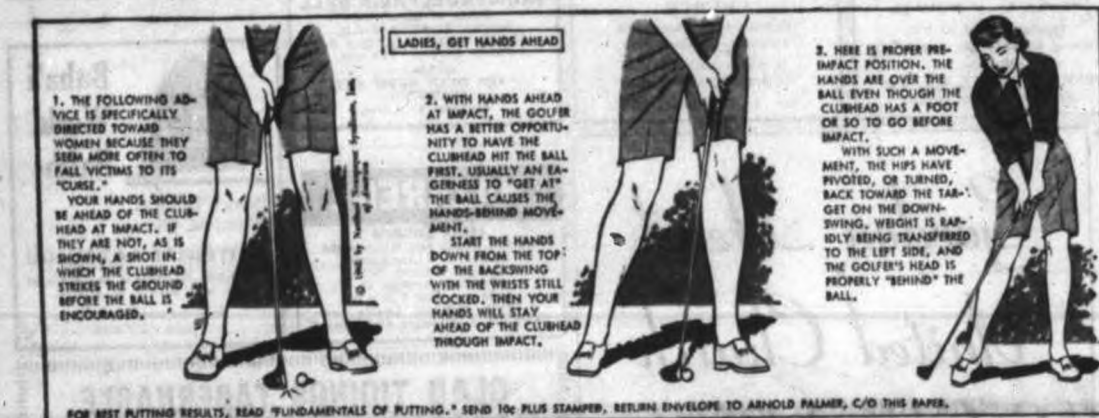 LADIES, GET HANDS AHEAD
1. THE FOLLOWING AD-
VICE IS SPECIFICALLY
DIRECTED TOWARD
WOMEN BECAUSE THEY
SEEM MORE OFTEN TO
FALL VICTIMS TO ITS
"CURSE."
YOUR HANDS SHOULD
BE AHEAD OF THE CLUB-
HEAD AT IMPACT. IF
THEY ARE NOT, AS IS
SHOWN, A SHOT IN
WHICH THE CLUBHEAD
STRIKES THE GROUND
BEFORE THE BALL IS
ENCOURAGED.
by National Newspaper Syndicate, Inc.
of America
2. WITH HANDS AHEAD
AT IMPACT, THE GOLFER
HAS A BETTER OPPORTU-
NITY TO HAVE THE
CLUBHEAD HIT THE BALL
FIRST. USUALLY AN EA-
GERNESS TO "GET AT"
THE BALL CAUSES THE
HANDS-BEHIND MOVE-
MENT.
START THE HANDS
DOWN FROM THE TOP
OF THE BACKSWING
WITH THE WRISTS STILL
COCKED. THEN YOUR
HANDS WILL STAY
AHEAD OF THE CLUBHEAD
THROUGH IMPACT.
3. HERE IS PROPER PRE-
IMPACT POSITION. THE
HANDS ARE OVER THE
BALL EVEN THOUGH THE
CLUBHEAD HAS A FOOT
OR SO TO GO BEFORE
IMPACT.
WITH SUCH A MOVE-
MENT, THE HIPS HAVE
PIVOTED, OR TURNED,
BACK TOWARD THE TAR-
GET ON THE DOWN-
SWING. WEIGHT IS RAP-
IDLY BEING TRANSFERRED
TO THE LEFT SIDE, AND
THE GOLFER'S HEAD IS
PROPERLY "BEHIND" THE
BALL.
FOR BEST PUTTING RESULTS, READ "FUNDAMENTALS OF PUTTING." SEND 10c PLUS STAMPED, RETURN ENVELOPE TO ARNOLD PALMER, C/O THIS PAPER.